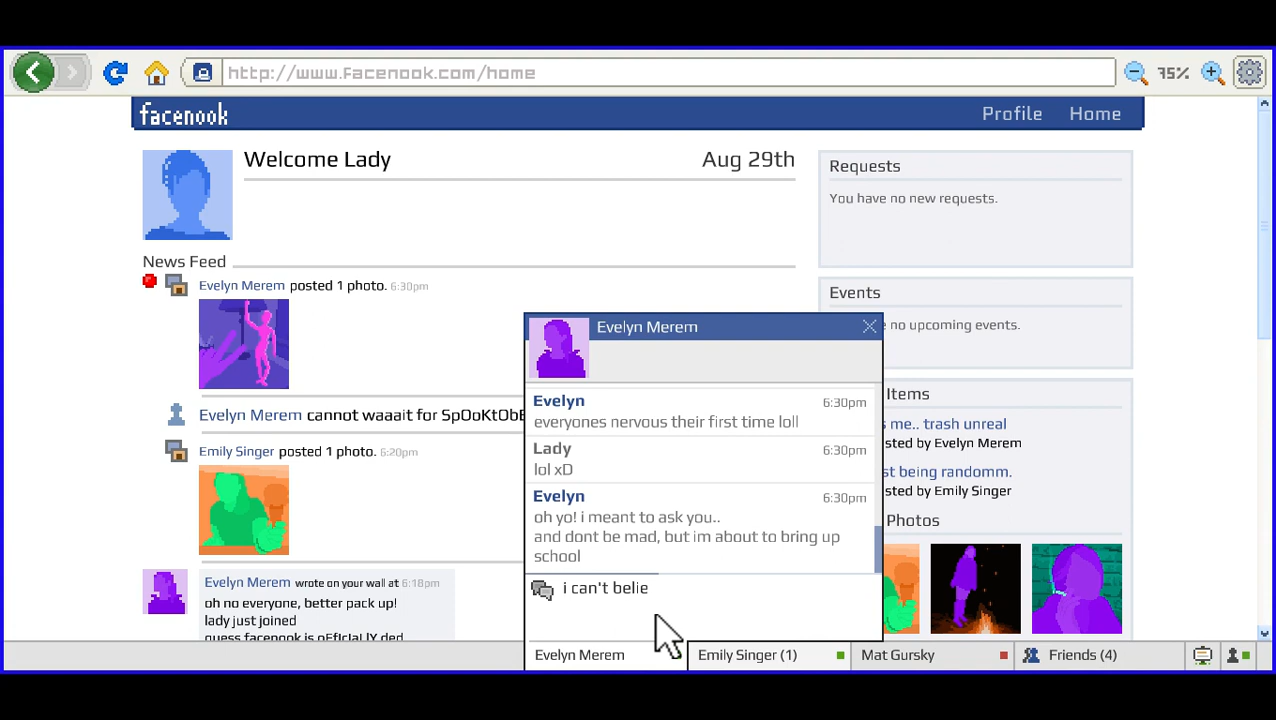 http://www.facenook.com/home
75%
facenook
Profile Home
Welcome Lady
Aug 29th
News Feed
Evelyn Merem posted 1 photo. 6:30pm
Evelyn Merem cannot waaait for SpOoKtOb
Emily Singer posted 1 photo. 6:20pm
Evelyn Merem wrote on your wall at 6:18pm
oh no everyone, better pack up!
lady just joined
guess facenook is oFfIcIaLlY ded
Requests
You have no new requests.
Events
no upcoming events.
Items
me.. trash unreal
sted by Evelyn Merem
st being randomm.
sted by Emily Singer
Photos
Evelyn Merem
Evelyn 6:30pm
everyones nervous their first time loll
Lady 6:30pm
lol xD
Evelyn 6:30pm
oh yo! i meant to ask you..
and dont be mad, but im about to bring up
school
i can't belie
Evelyn Merem
Emily Singer (1)
Mat Gursky
Friends (4)